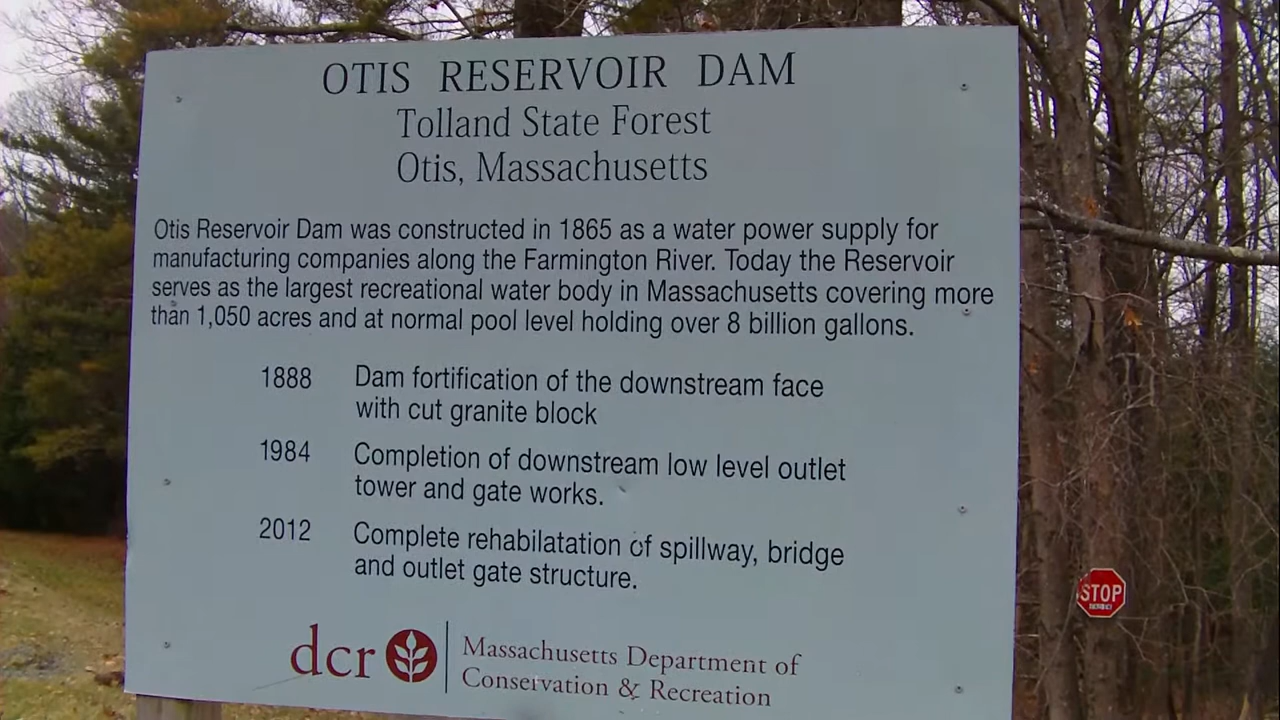 OTIS RESERVOIR DAM
Tolland State Forest
Otis, Massachusetts
Otis Reservoir Dam was constructed in 1865 as a water power supply for
manufacturing companies along the Farmington River. Today the Reservoir
serves as the largest recreational water body in Massachusetts covering more
than 1,050 acres and at normal pool level holding over 8 billion gallons.
1888 Dam fortification of the downstream face
with cut granite block
1984 Completion of downstream low level outlet
tower and gate works.
2012 Complete rehabilatation of spillway, bridge
and outlet gate structure.
dcr Massachusetts Department of
Conservation & Recreation
STOP